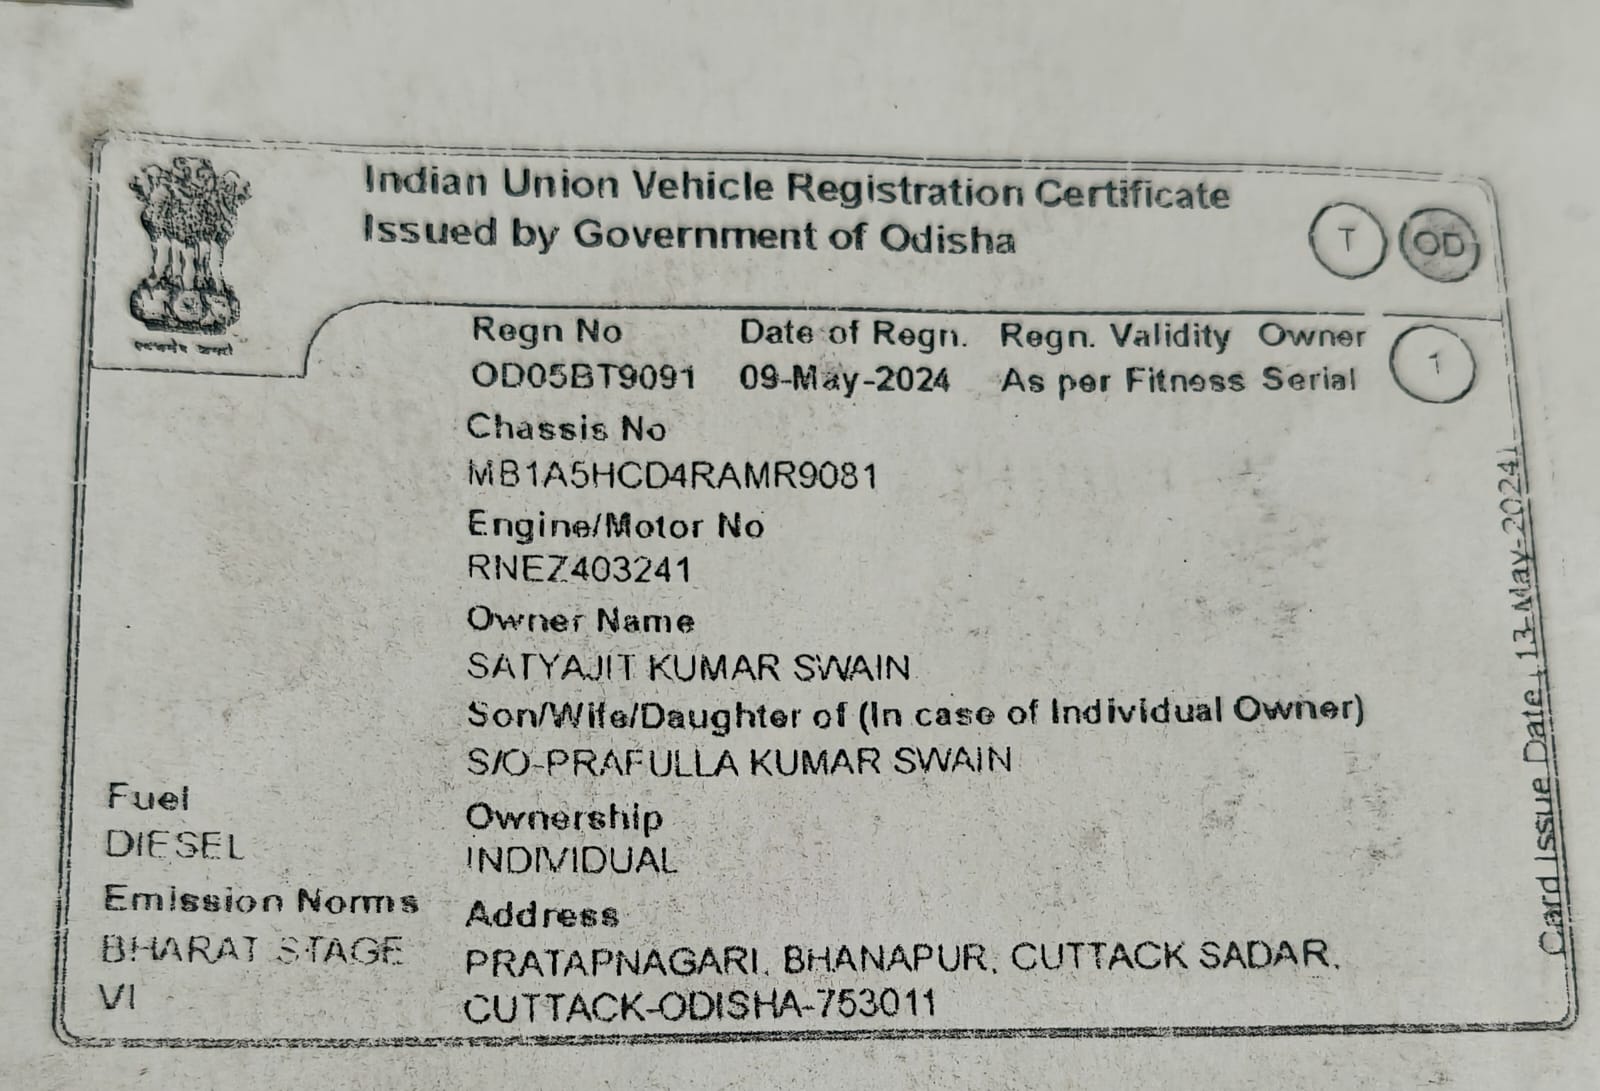 Indian Union Vehicle Registration Certificate
Issued by Government of Odisha
T OD
Regn No Date of Regn. Regn. Validity Owner
OD05BT9091 09-May-2024 As per Fitness Serial 1
Chassis No
MB1A5HCD4RAMR9081
Engine/Motor No
RNEZ403241
Owner Name
SATYAJIT KUMAR SWAIN
Son/Wife/Daughter of (In case of Individual Owner)
S/O-PRAFULLA KUMAR SWAIN
Fuel
DIESEL
Emission Norms
BHARAT STAGE
VI
Ownership
INDIVIDUAL
Address
PRATAPNAGARI, BHANAPUR, CUTTACK SADAR,
CUTTACK-ODISHA-753011
Card Issue Date : 13-May-2024